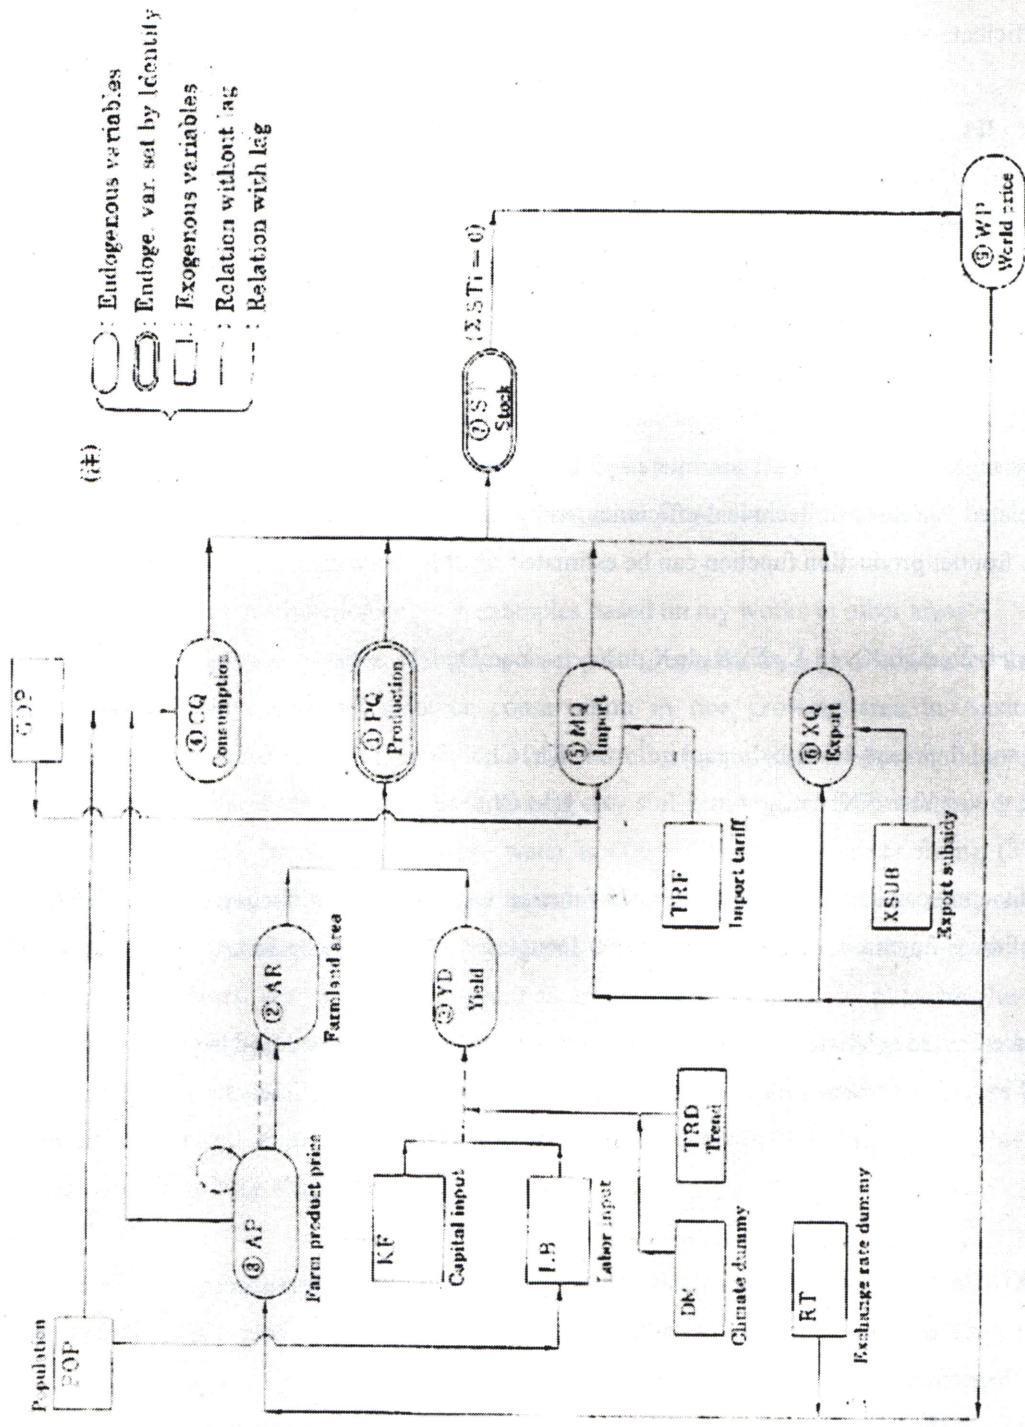 Population
POP
GDP
(注)
: Endogenous variables
: Endoge. var. set by Identity
: Exogenous variables
: Relation without lag
: Relation with lag
⑧ AP
Farm product price
② AR
Farmland area
④ CQ
Consumption
KF
Capital input
③ YD
Yield
① PQ
Production
⑦ ST
Stock
(ΣSTi = 0)
LB
Labor input
DM
Climate dummy
TRD
Trend
TRF
Import tariff
⑤ MQ
Import
RT
Exchange rate dummy
XSUB
Export subsidy
⑥ XQ
Export
WP
World price